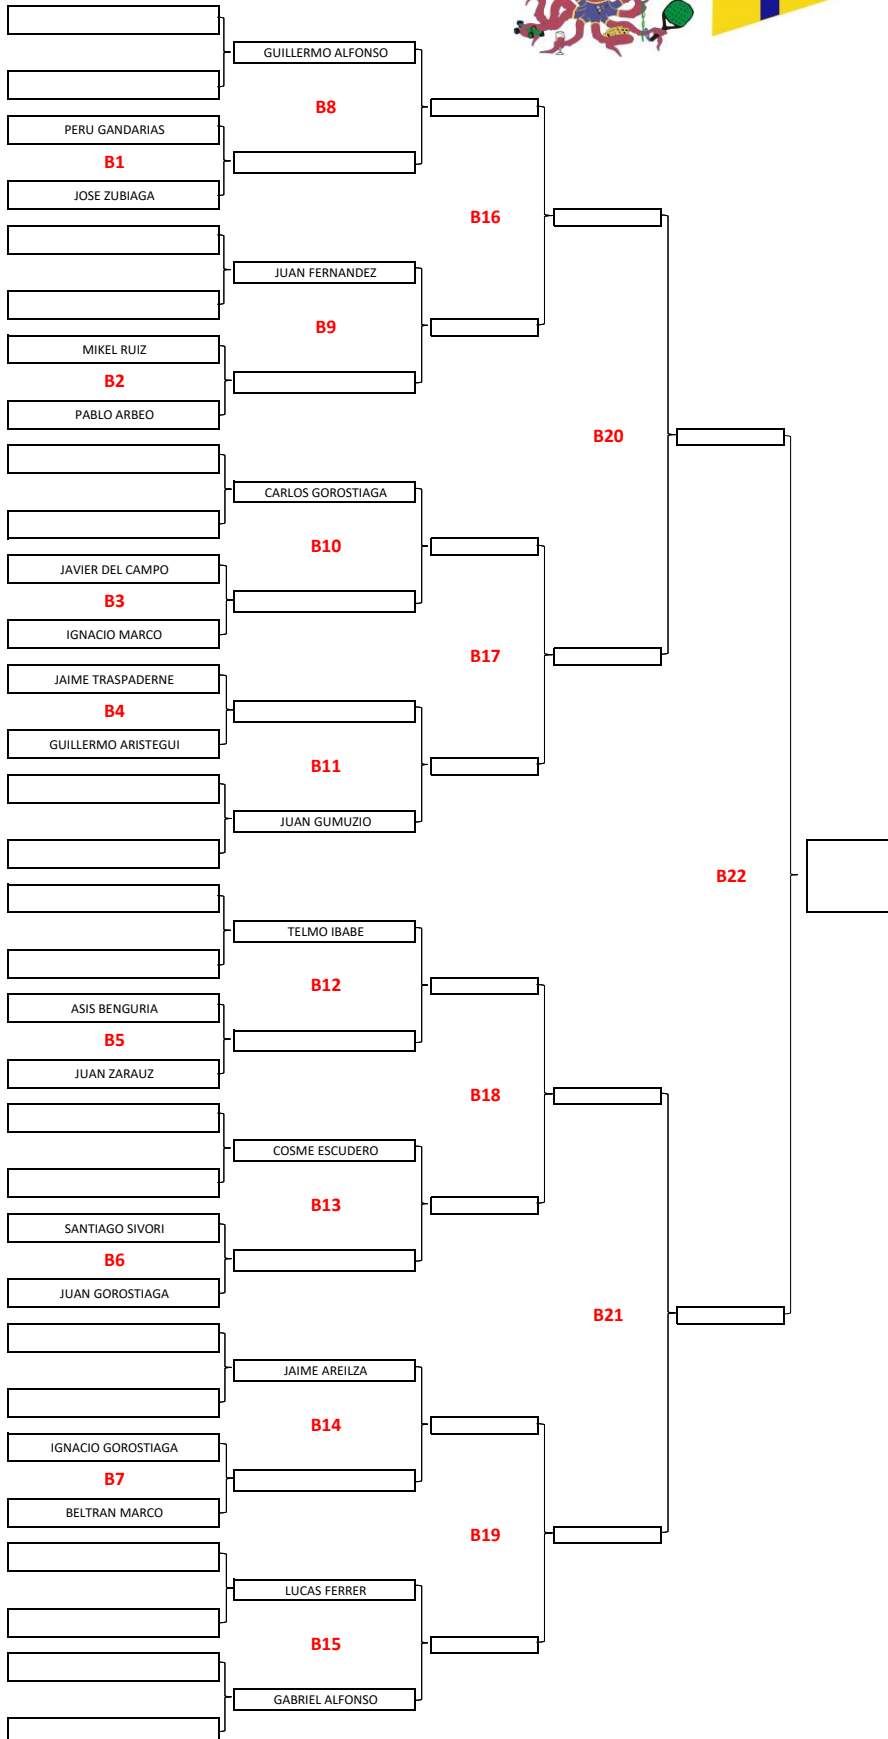 GUILLERMO ALFONSO
B8
PERU GANDARIAS
B1
JOSE ZUBIAGA
B16
JUAN FERNANDEZ
B9
MIKEL RUIZ
B2
PABLO ARBEO
B20
CARLOS GOROSTIAGA
B10
JAVIER DEL CAMPO
B3
IGNACIO MARCO
B17
JAIME TRASPADERNE
B4
GUILLERMO ARISTEGUI
B11
JUAN GUMUZIO
B22
TELMO IBABE
B12
ASIS BENGURIA
B5
JUAN ZARAUZ
B18
COSME ESCUDERO
B13
SANTIAGO SIVORI
B6
JUAN GOROSTIAGA
B21
JAIME AREILZA
B14
IGNACIO GOROSTIAGA
B7
BELTRAN MARCO
B19
LUCAS FERRER
B15
GABRIEL ALFONSO